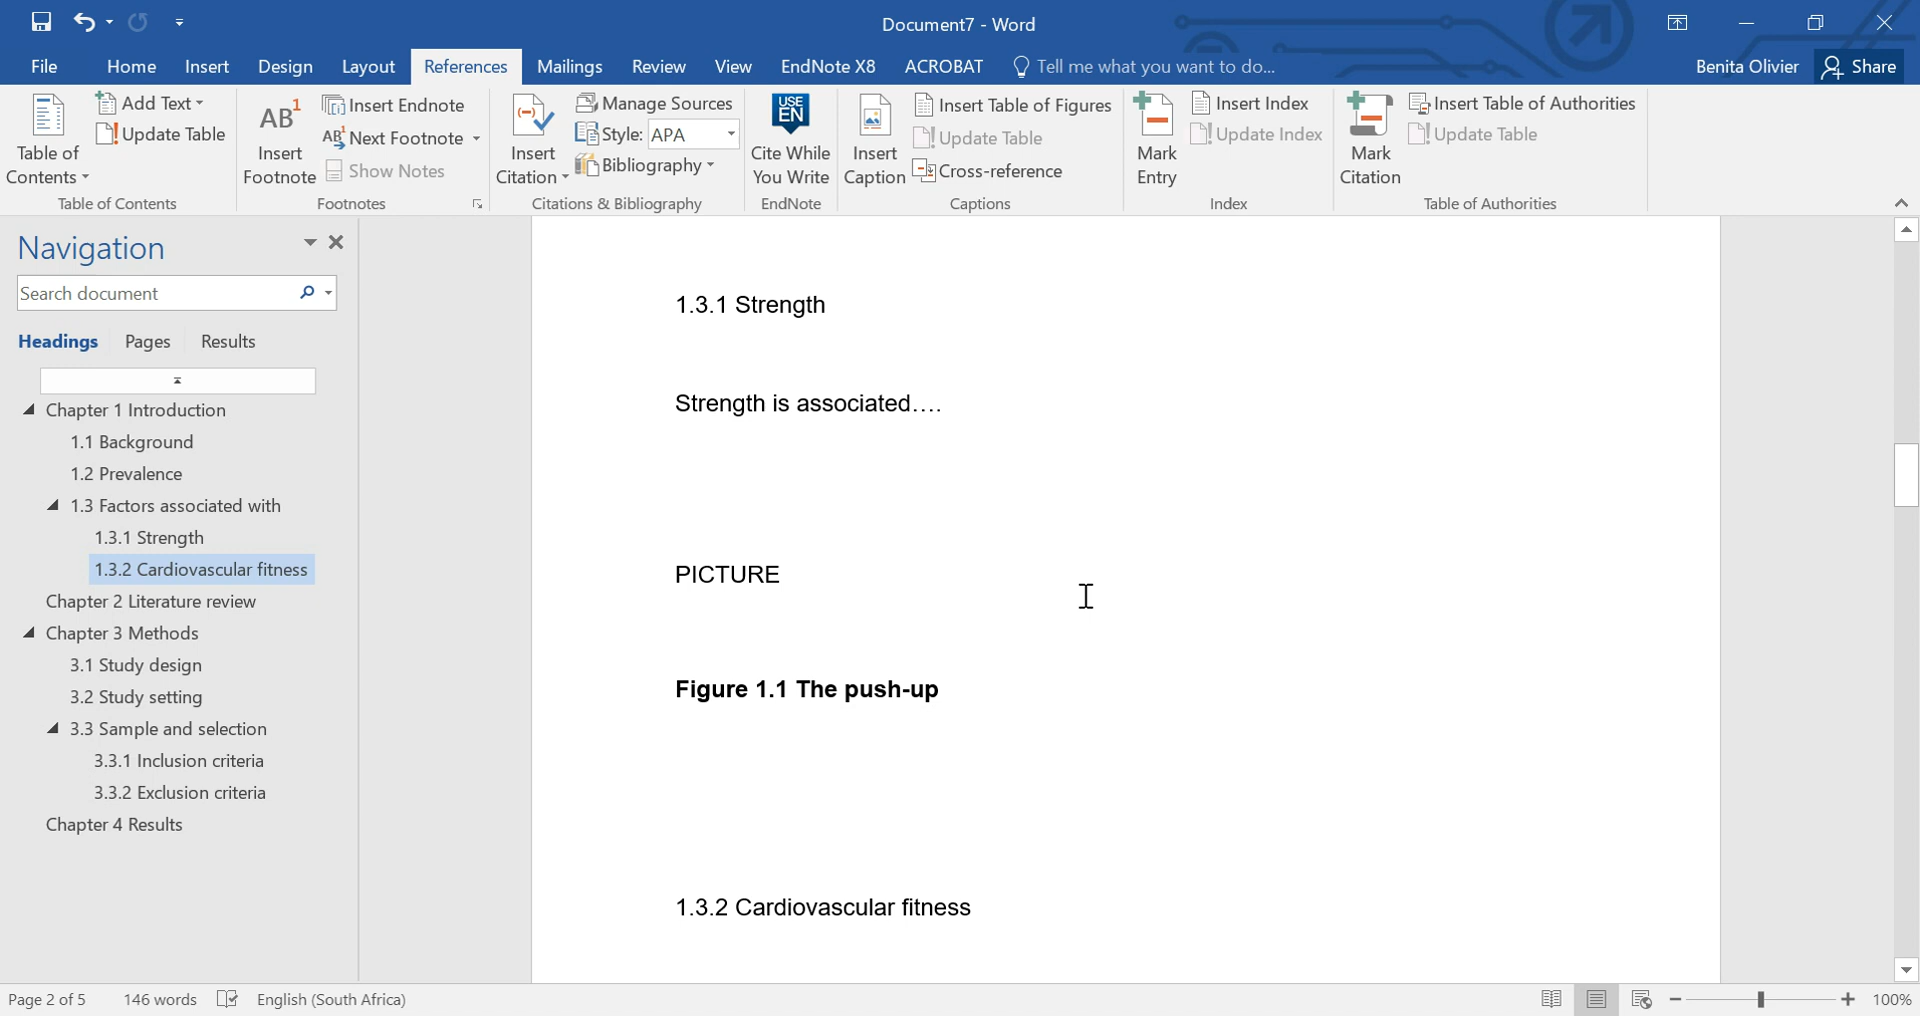 Document7 - Word
File Home Insert Design Layout References Mailings Review View EndNote X8 ACROBAT Tell me what you want to do... Benita Olivier Share
Table of Contents
Add Text
Update Table
Table of Contents
AB1
Insert Footnote
Insert Endnote
AB1 Next Footnote
Show Notes
Footnotes
Insert Citation
Manage Sources
Style: APA
Bibliography
Citations & Bibliography
USE EN
Cite While You Write
EndNote
Insert Caption
Insert Table of Figures
Update Table
Cross-reference
Captions
Mark Entry
Insert Index
Update Index
Index
Mark Citation
Insert Table of Authorities
Update Table
Table of Authorities
Navigation
Search document
Headings Pages Results
Chapter 1 Introduction
1.1 Background
1.2 Prevalence
1.3 Factors associated with
1.3.1 Strength
1.3.2 Cardiovascular fitness
Chapter 2 Literature review
Chapter 3 Methods
3.1 Study design
3.2 Study setting
3.3 Sample and selection
3.3.1 Inclusion criteria
3.3.2 Exclusion criteria
Chapter 4 Results
1.3.1 Strength
Strength is associated….
PICTURE
Figure 1.1 The push-up
1.3.2 Cardiovascular fitness
Page 2 of 5 146 words English (South Africa) 100%